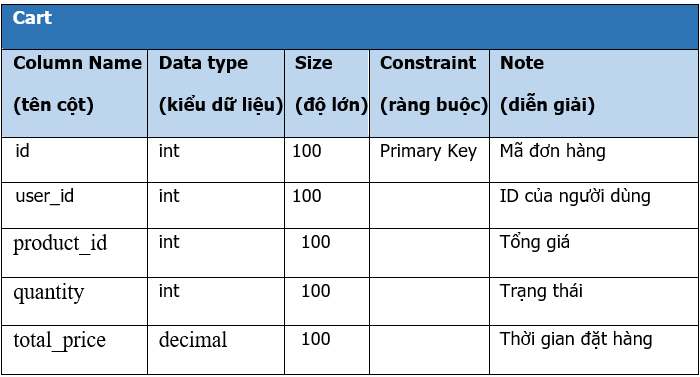 Cart
Column Name Data type Size Constraint Note
(tên cột) (kiểu dữ liệu) (độ lớn) (ràng buộc) (diễn giải)
id int 100 Primary Key Mã đơn hàng
user_id int 100 ID của người dùng
product_id int 100 Tổng giá
quantity int 100 Trạng thái
total_price decimal 100 Thời gian đặt hàng